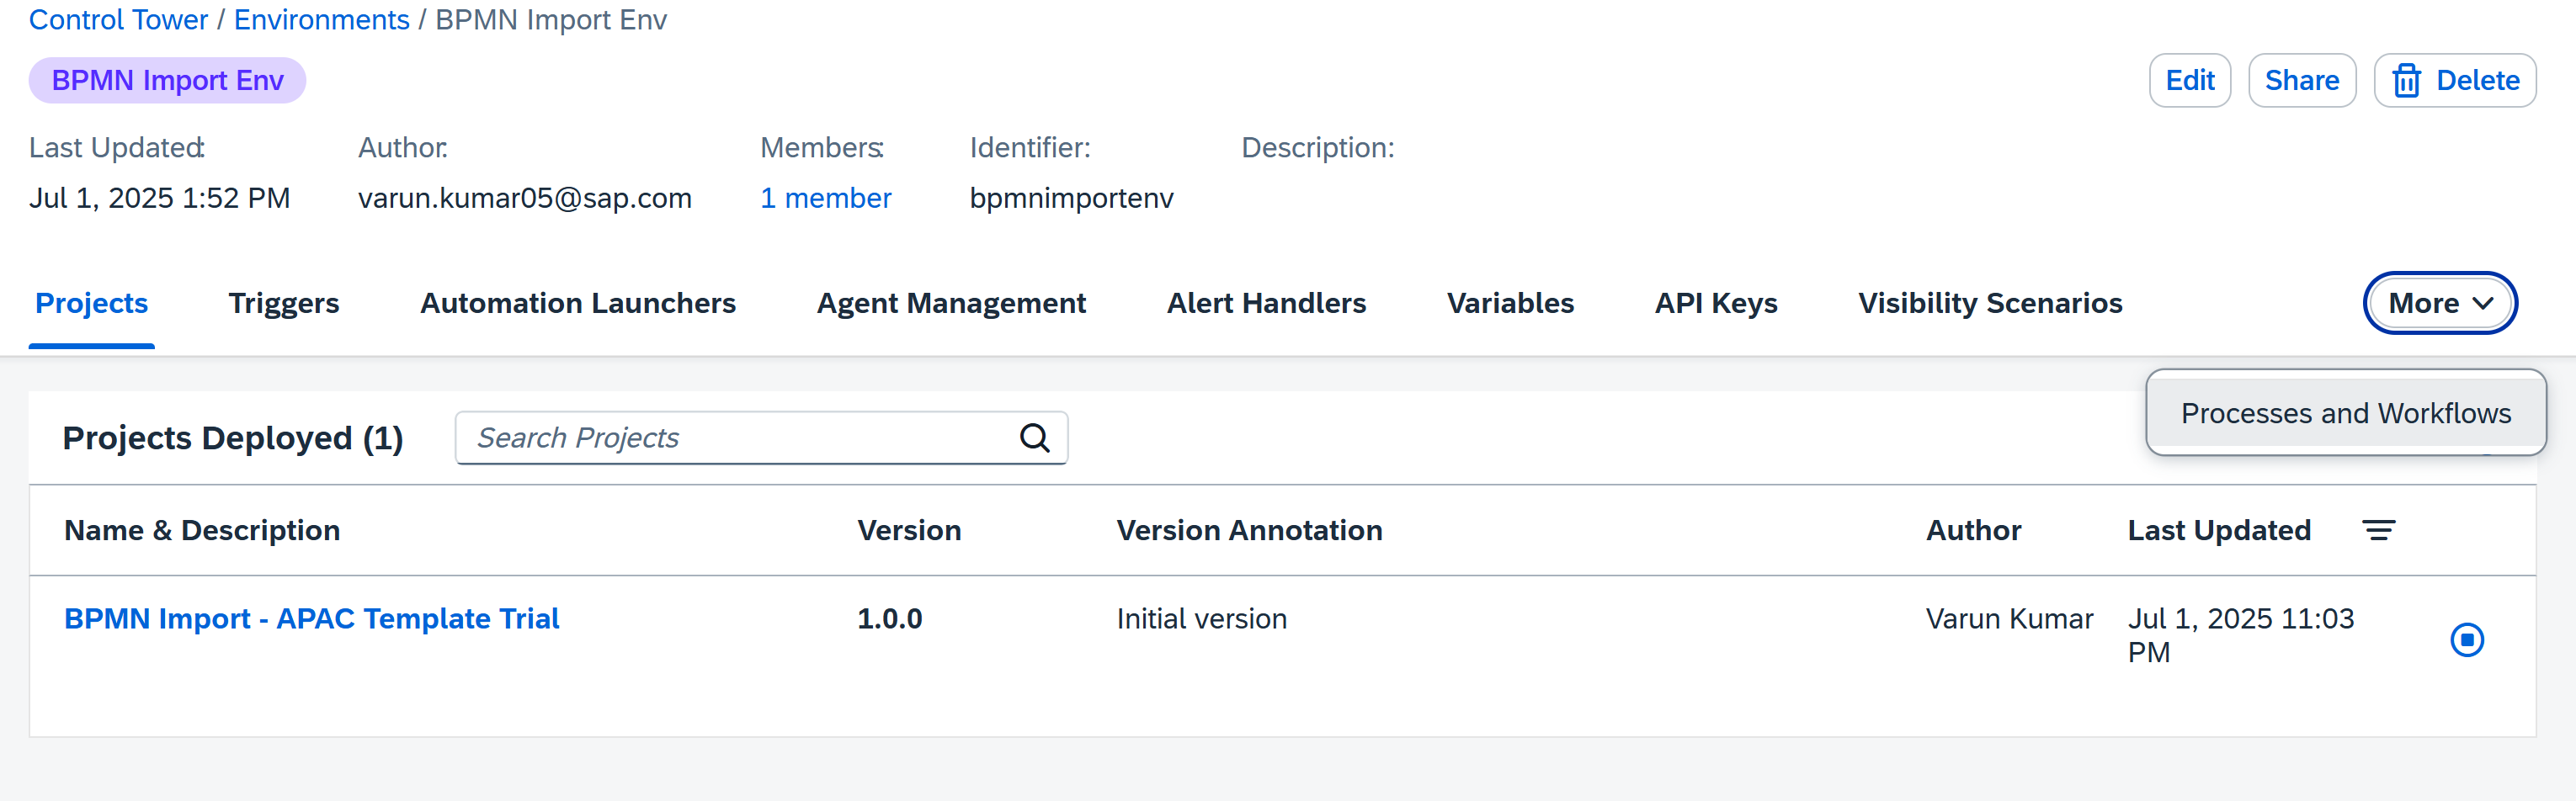 Control Tower / Environments / BPMN Import Env
BPMN Import Env
Edit
Share
Delete
Last Updated:
Author:
Members:
Identifier:
Description:
Jul 1, 2025 1:52 PM
varun.kumar05@sap.com
1 member
bpmnimportenv
Projects
Triggers
Automation Launchers
Agent Management
Alert Handlers
Variables
API Keys
Visibility Scenarios
More
Processes and Workflows
Projects Deployed (1)
Search Projects
Name & Description
Version
Version Annotation
Author
Last Updated
BPMN Import - APAC Template Trial
1.0.0
Initial version
Varun Kumar
Jul 1, 2025 11:03
PM